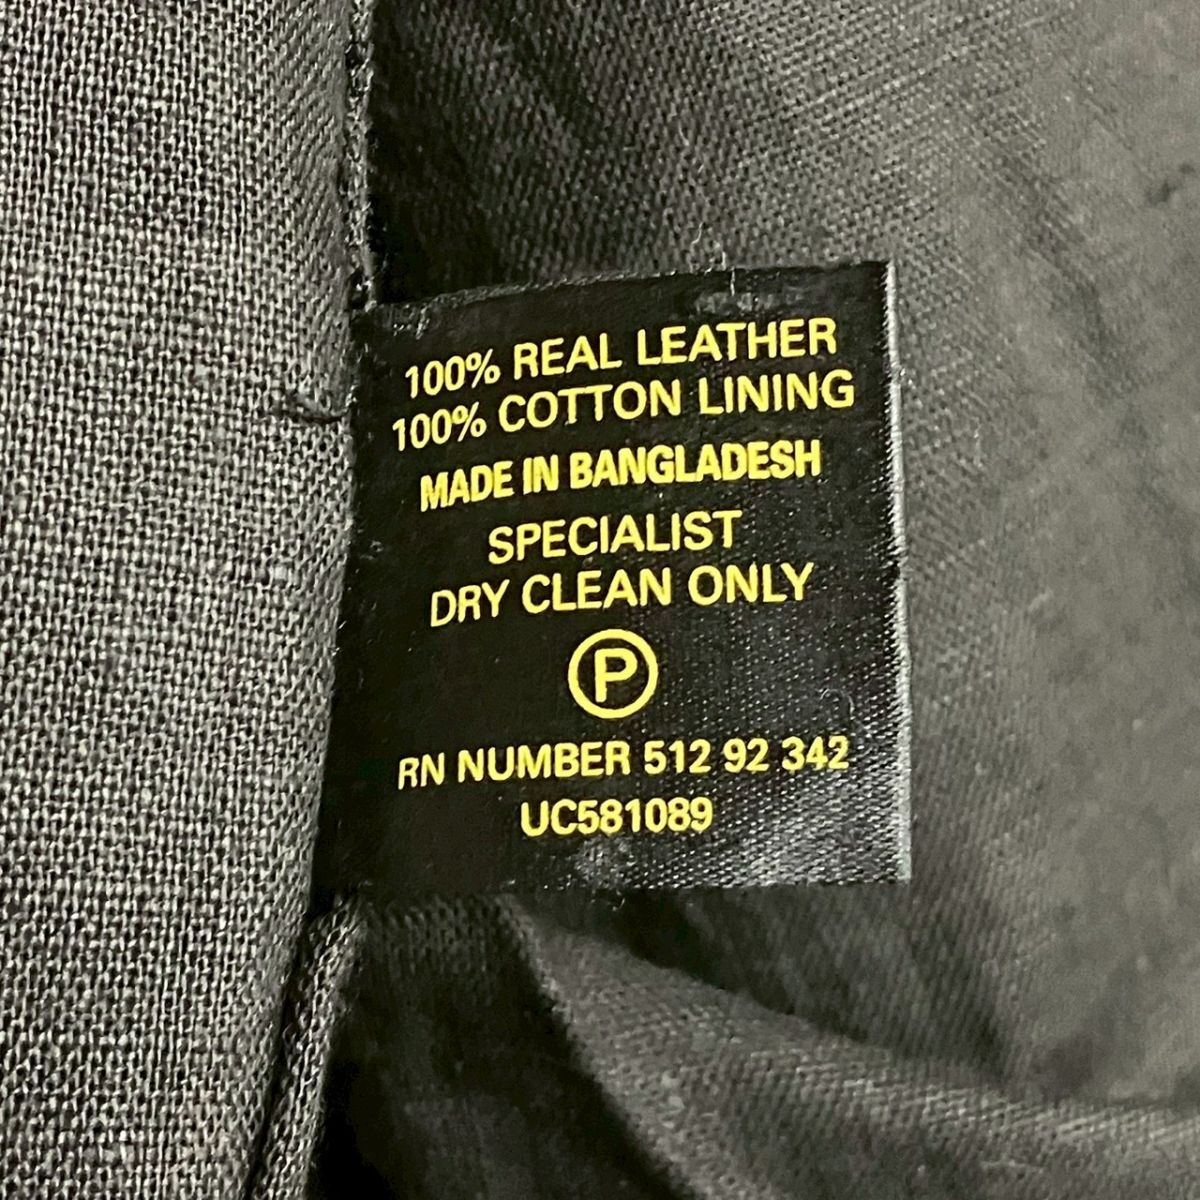 100% REAL LEATHER
100% COTTON LINING
MADE IN BANGLADESH
SPECIALIST
DRY CLEAN ONLY
P
RN NUMBER 512 92 342
UC581089